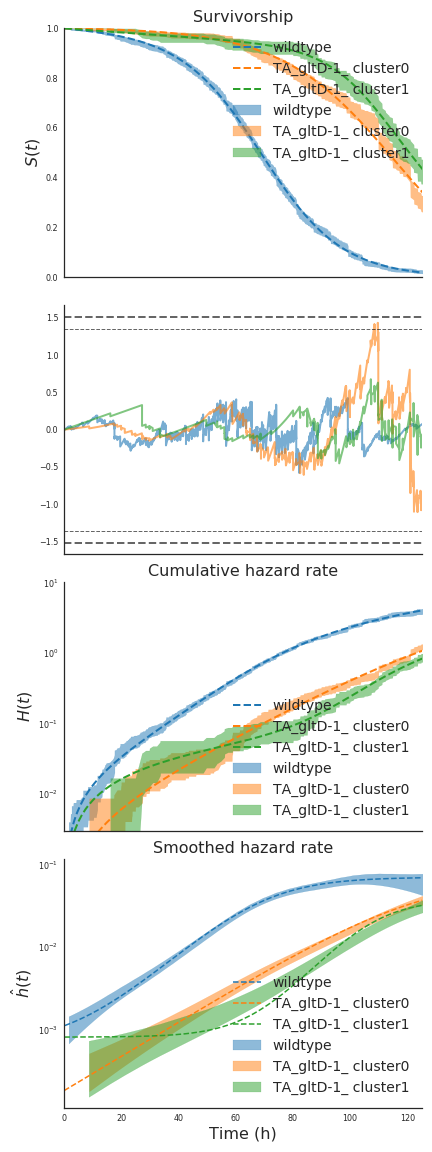 Survivorship
1.0
0.8
0.6
0.4
0.2
0.0
S(t)
wildtype
TA_gltD-1_ cluster0
TA_gltD-1_ cluster1
wildtype
TA_gltD-1_ cluster0
TA_gltD-1_ cluster1
1.5
1.0
0.5
0.0
−0.5
−1.0
−1.5
Cumulative hazard rate
10¹
10⁰
10⁻¹
10⁻²
H(t)
wildtype
TA_gltD-1_ cluster0
TA_gltD-1_ cluster1
wildtype
TA_gltD-1_ cluster0
TA_gltD-1_ cluster1
Smoothed hazard rate
10⁻¹
10⁻²
10⁻³
ĥ(t)
wildtype
TA_gltD-1_ cluster0
TA_gltD-1_ cluster1
wildtype
TA_gltD-1_ cluster0
TA_gltD-1_ cluster1
0 20 40 60 80 100 120
Time (h)